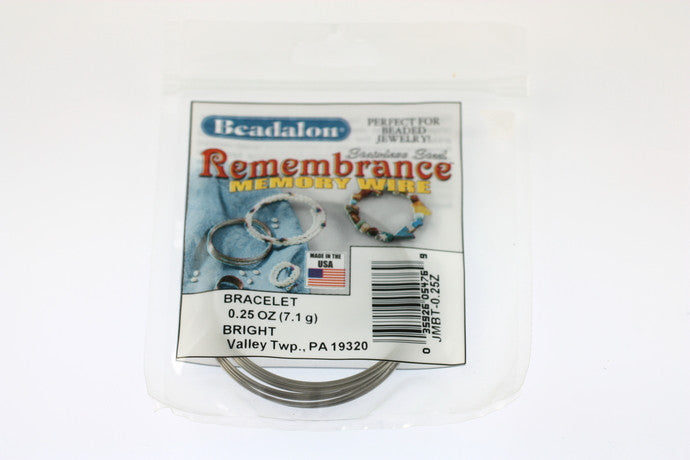 Beadalon®
PERFECT FOR
BEADED
JEWELRY!
Stainless Steel
Remembrance™
MEMORY WIRE
MADE IN THE
USA
BRACELET
0.25 OZ (7.1 g)
BRIGHT
Valley Twp., PA 19320
0 35926 05476 9
JMBT-0.25Z